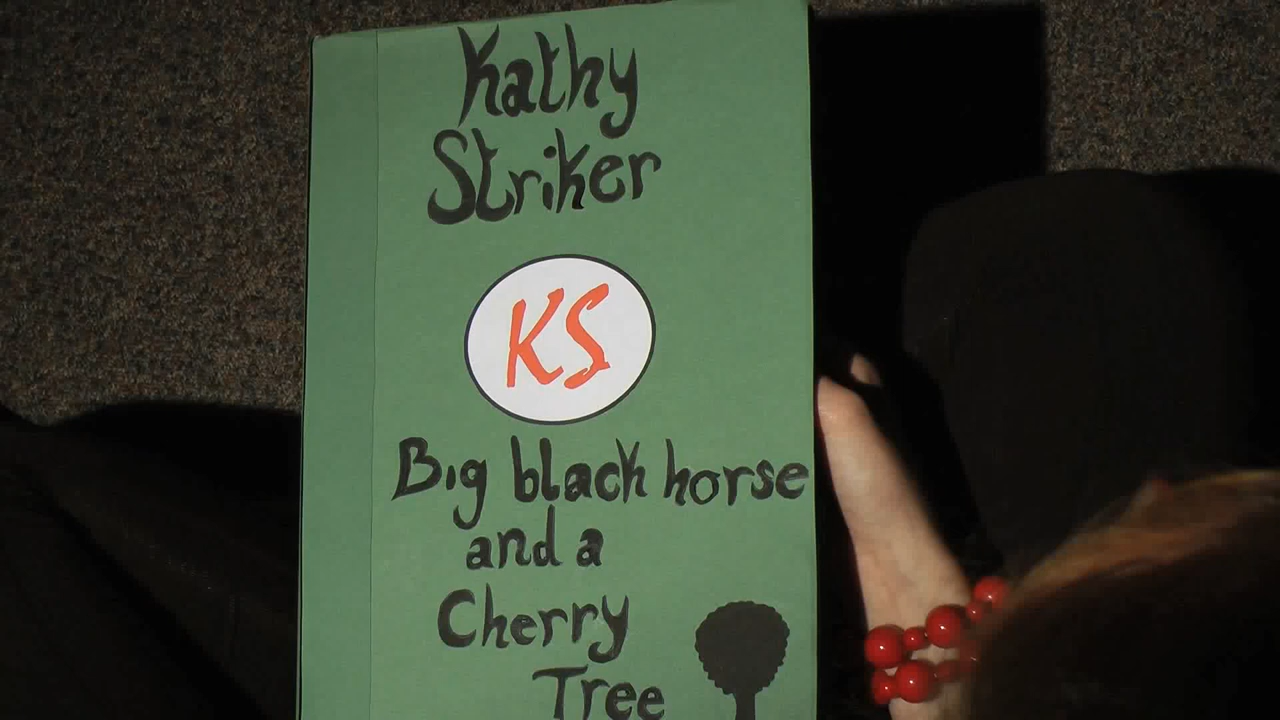 Kathy
Striker
KS
Big black horse
and a
Cherry
Tree